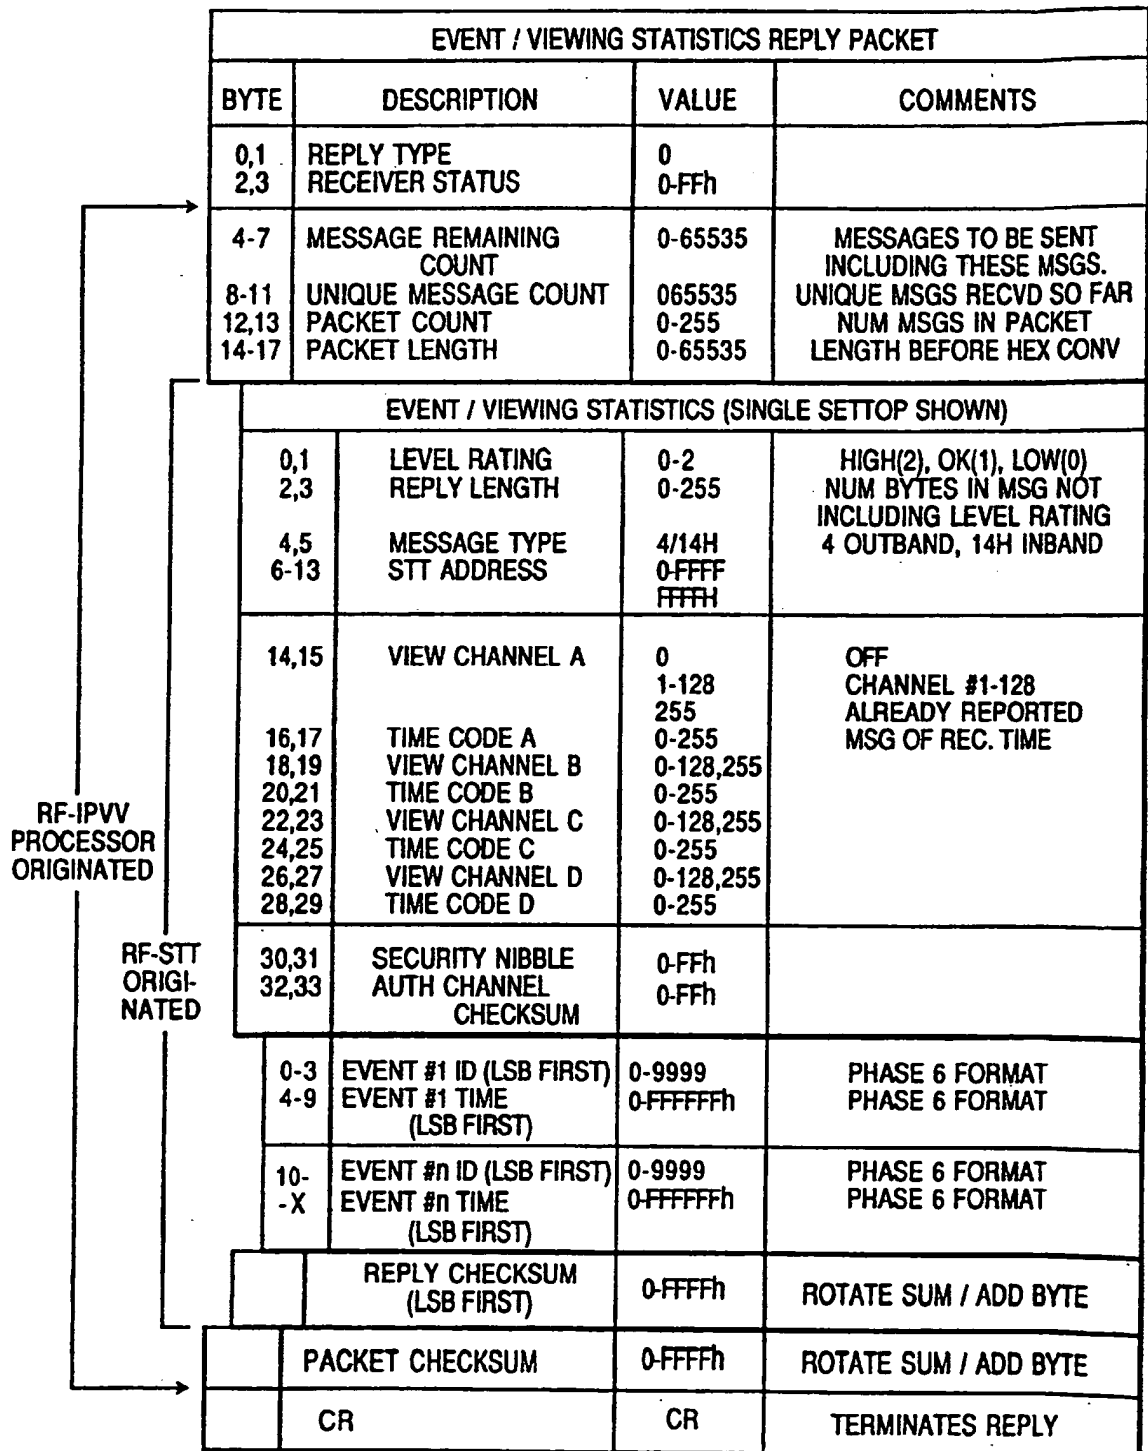 EVENT / VIEWING STATISTICS REPLY PACKET
BYTE DESCRIPTION VALUE COMMENTS
0,1 REPLY TYPE 0
2,3 RECEIVER STATUS 0-FFh
4-7 MESSAGE REMAINING 0-65535 MESSAGES TO BE SENT
COUNT INCLUDING THESE MSGS.
8-11 UNIQUE MESSAGE COUNT 065535 UNIQUE MSGS RECVD SO FAR
12,13 PACKET COUNT 0-255 NUM MSGS IN PACKET
14-17 PACKET LENGTH 0-65535 LENGTH BEFORE HEX CONV
EVENT / VIEWING STATISTICS (SINGLE SETTOP SHOWN)
0,1 LEVEL RATING 0-2 HIGH(2), OK(1), LOW(0)
2,3 REPLY LENGTH 0-255 NUM BYTES IN MSG NOT
INCLUDING LEVEL RATING
4,5 MESSAGE TYPE 4/14H 4 OUTBAND, 14H INBAND
6-13 STT ADDRESS 0-FFFF
FFFFH
14,15 VIEW CHANNEL A 0 OFF
1-128 CHANNEL #1-128
255 ALREADY REPORTED
16,17 TIME CODE A 0-255 MSG OF REC. TIME
18,19 VIEW CHANNEL B 0-128,255
20,21 TIME CODE B 0-255
22,23 VIEW CHANNEL C 0-128,255
24,25 TIME CODE C 0-255
26,27 VIEW CHANNEL D 0-128,255
28,29 TIME CODE D 0-255
RF-IPVV
PROCESSOR
ORIGINATED
RF-STT
ORIGI-
NATED
30,31 SECURITY NIBBLE 0-FFh
32,33 AUTH CHANNEL 0-FFh
CHECKSUM
0-3 EVENT #1 ID (LSB FIRST) 0-9999 PHASE 6 FORMAT
4-9 EVENT #1 TIME 0-FFFFFFh PHASE 6 FORMAT
(LSB FIRST)
10- EVENT #n ID (LSB FIRST) 0-9999 PHASE 6 FORMAT
-X EVENT #n TIME 0-FFFFFFh PHASE 6 FORMAT
(LSB FIRST)
REPLY CHECKSUM 0-FFFFh ROTATE SUM / ADD BYTE
(LSB FIRST)
PACKET CHECKSUM 0-FFFFh ROTATE SUM / ADD BYTE
CR CR TERMINATES REPLY